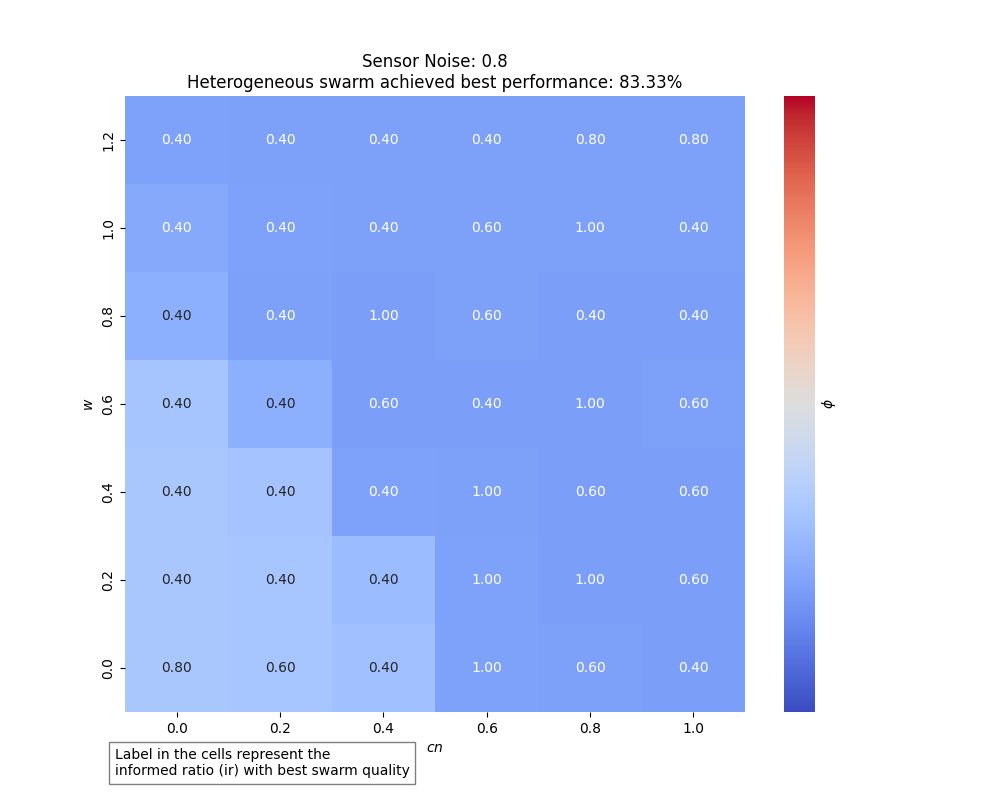 Sensor Noise: 0.8
Heterogeneous swarm achieved best performance: 83.33%
1.2 0.40 0.40 0.40 0.40 0.80 0.80
1.0 0.40 0.40 0.40 0.60 1.00 0.40
0.8 0.40 0.40 1.00 0.60 0.40 0.40
w 0.6 0.40 0.40 0.60 0.40 1.00 0.60 ϕ
0.4 0.40 0.40 0.40 1.00 0.60 0.60
0.2 0.40 0.40 0.40 1.00 1.00 0.60
0.0 0.80 0.60 0.40 1.00 0.60 0.40
0.0 0.2 0.4 0.6 0.8 1.0
cn
Label in the cells represent the
informed ratio (ir) with best swarm quality